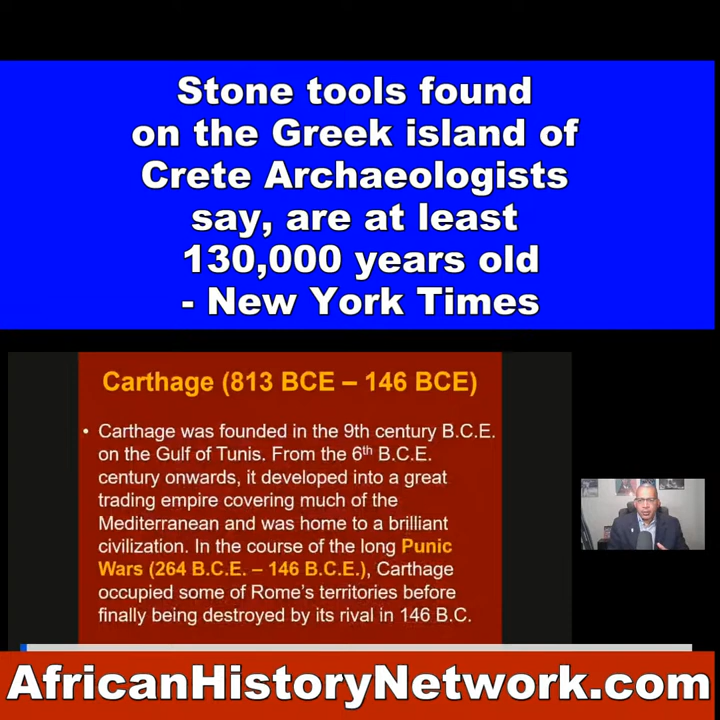 Stone tools found
on the Greek island of
Crete Archaeologists
say, are at least
130,000 years old
- New York Times
Carthage (813 BCE – 146 BCE)
• Carthage was founded in the 9th century B.C.E.
on the Gulf of Tunis. From the 6th B.C.E.
century onwards, it developed into a great
trading empire covering much of the
Mediterranean and was home to a brilliant
civilization. In the course of the long Punic
Wars (264 B.C.E. – 146 B.C.E.), Carthage
occupied some of Rome's territories before
finally being destroyed by its rival in 146 B.C.
AfricanHistoryNetwork.com